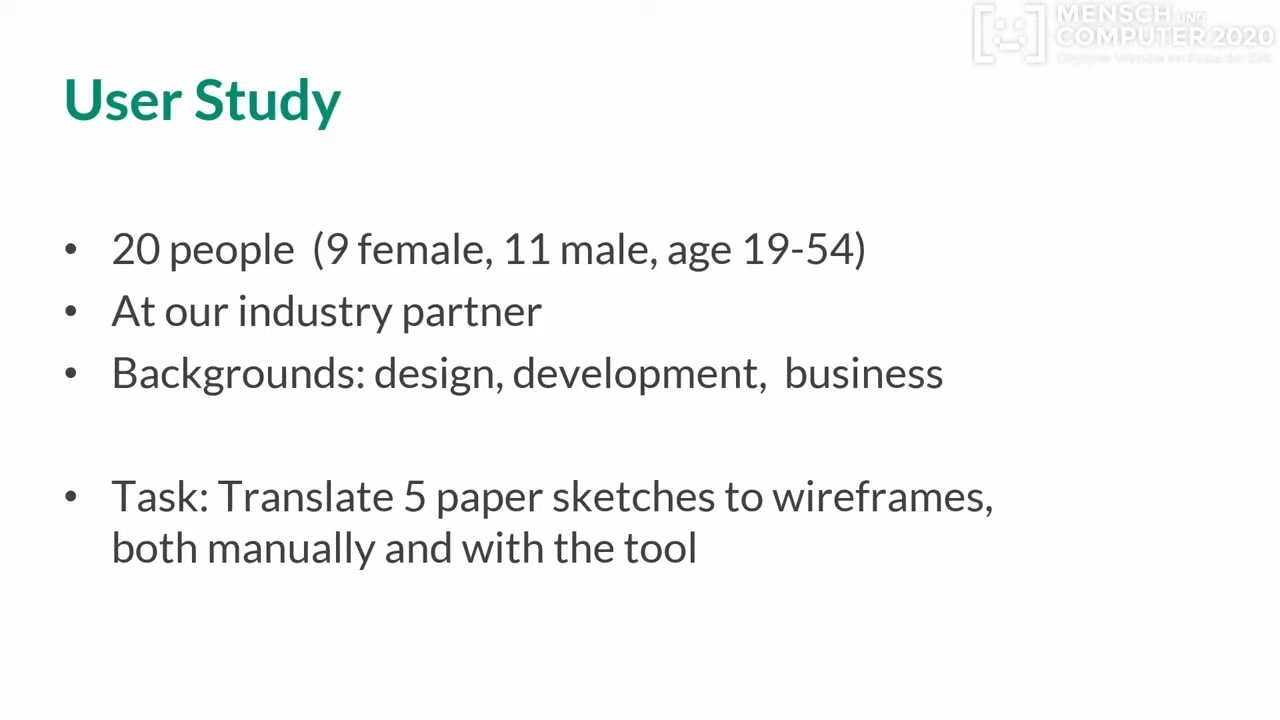 MENSCH UND
COMPUTER 2020
User Study
• 20 people (9 female, 11 male, age 19-54)
• At our industry partner
• Backgrounds: design, development, business
• Task: Translate 5 paper sketches to wireframes,
both manually and with the tool